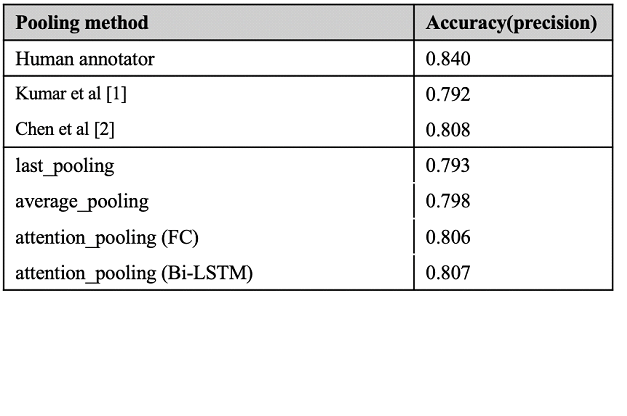 Pooling method Accuracy(precision)
Human annotator 0.840
Kumar et al [1] 0.792
Chen et al [2] 0.808
last_pooling 0.793
average_pooling 0.798
attention_pooling (FC) 0.806
attention_pooling (Bi-LSTM) 0.807